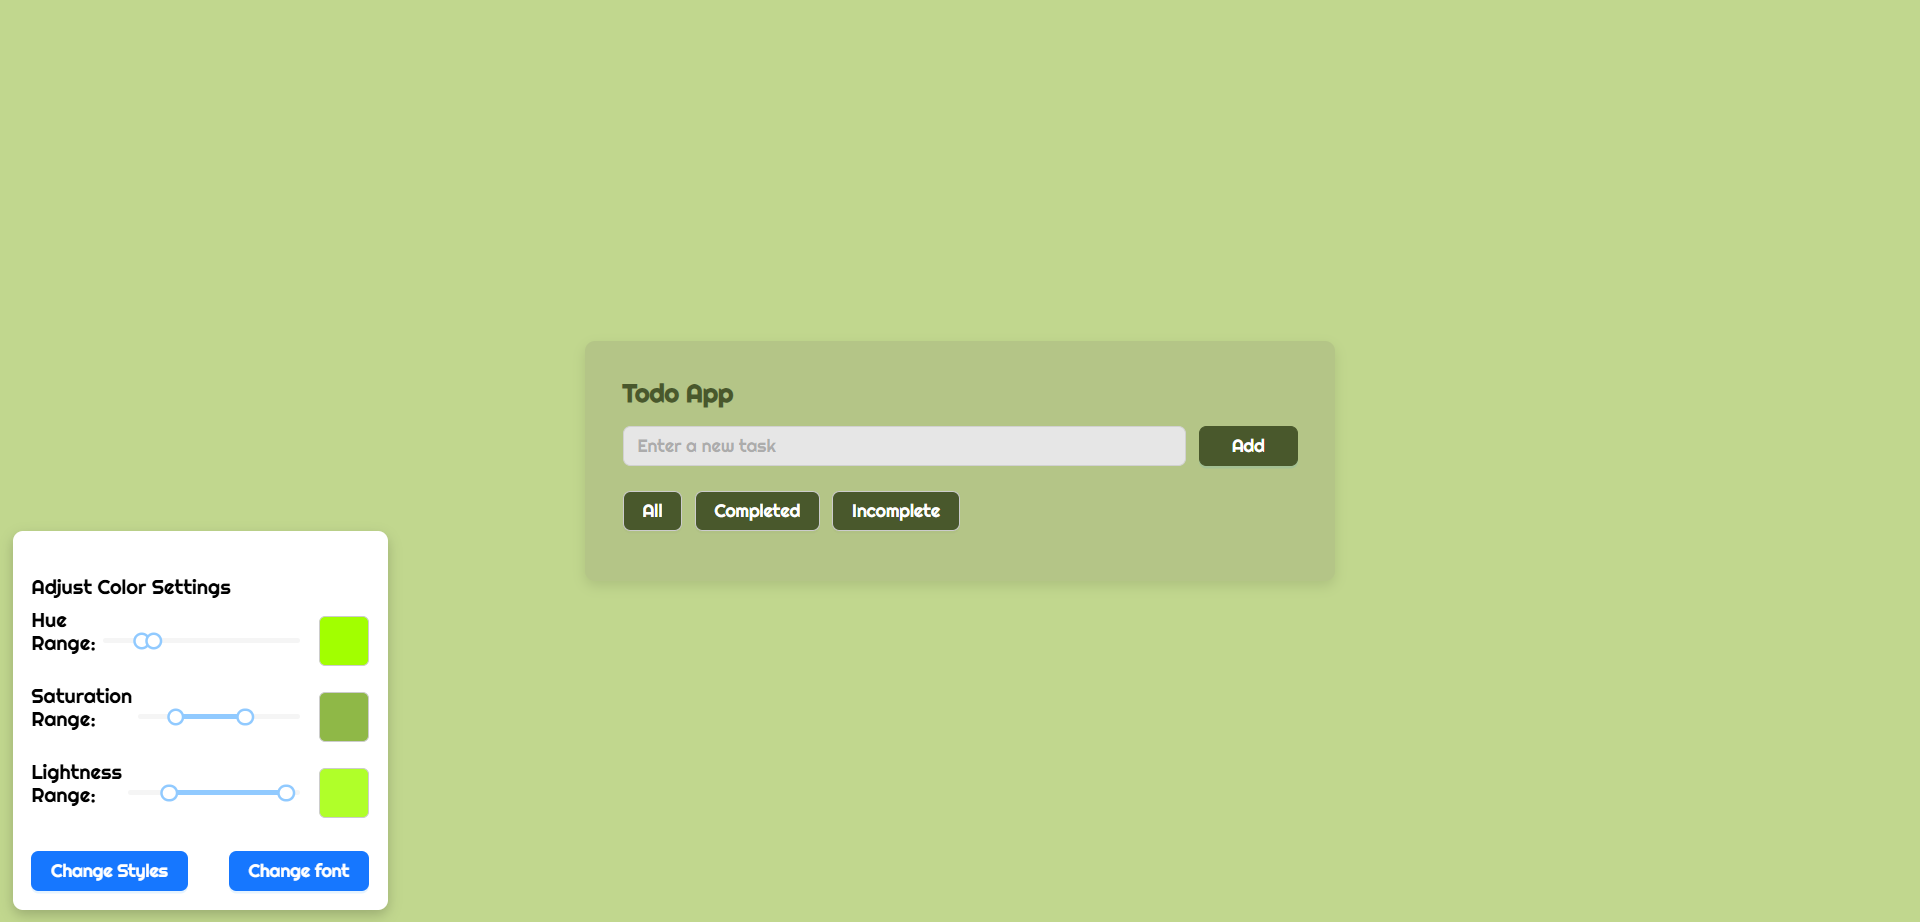 Todo App
Enter a new task
Add
All
Completed
Incomplete
Adjust Color Settings
Hue
Range:
Saturation
Range:
Lightness
Range:
Change Styles
Change font